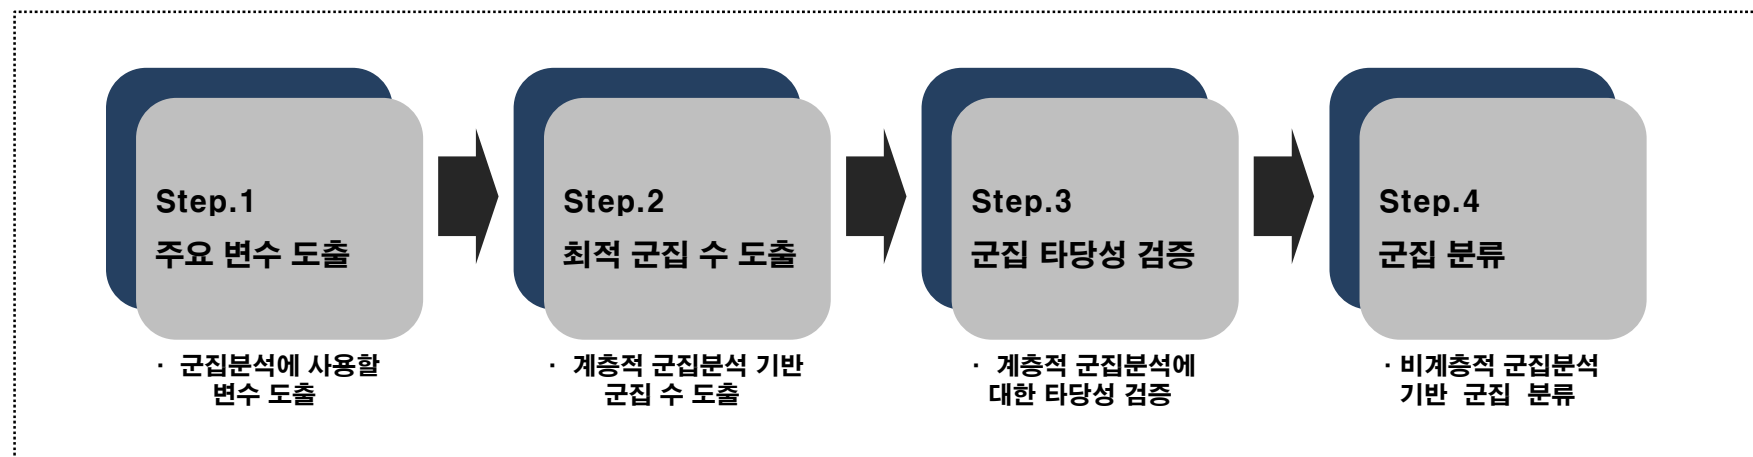 Step.1
주요 변수 도출
· 군집분석에 사용할
변수 도출
Step.2
최적 군집 수 도출
· 계층적 군집분석 기반
군집 수 도출
Step.3
군집 타당성 검증
· 계층적 군집분석에
대한 타당성 검증
Step.4
군집 분류
· 비계층적 군집분석
기반 군집 분류